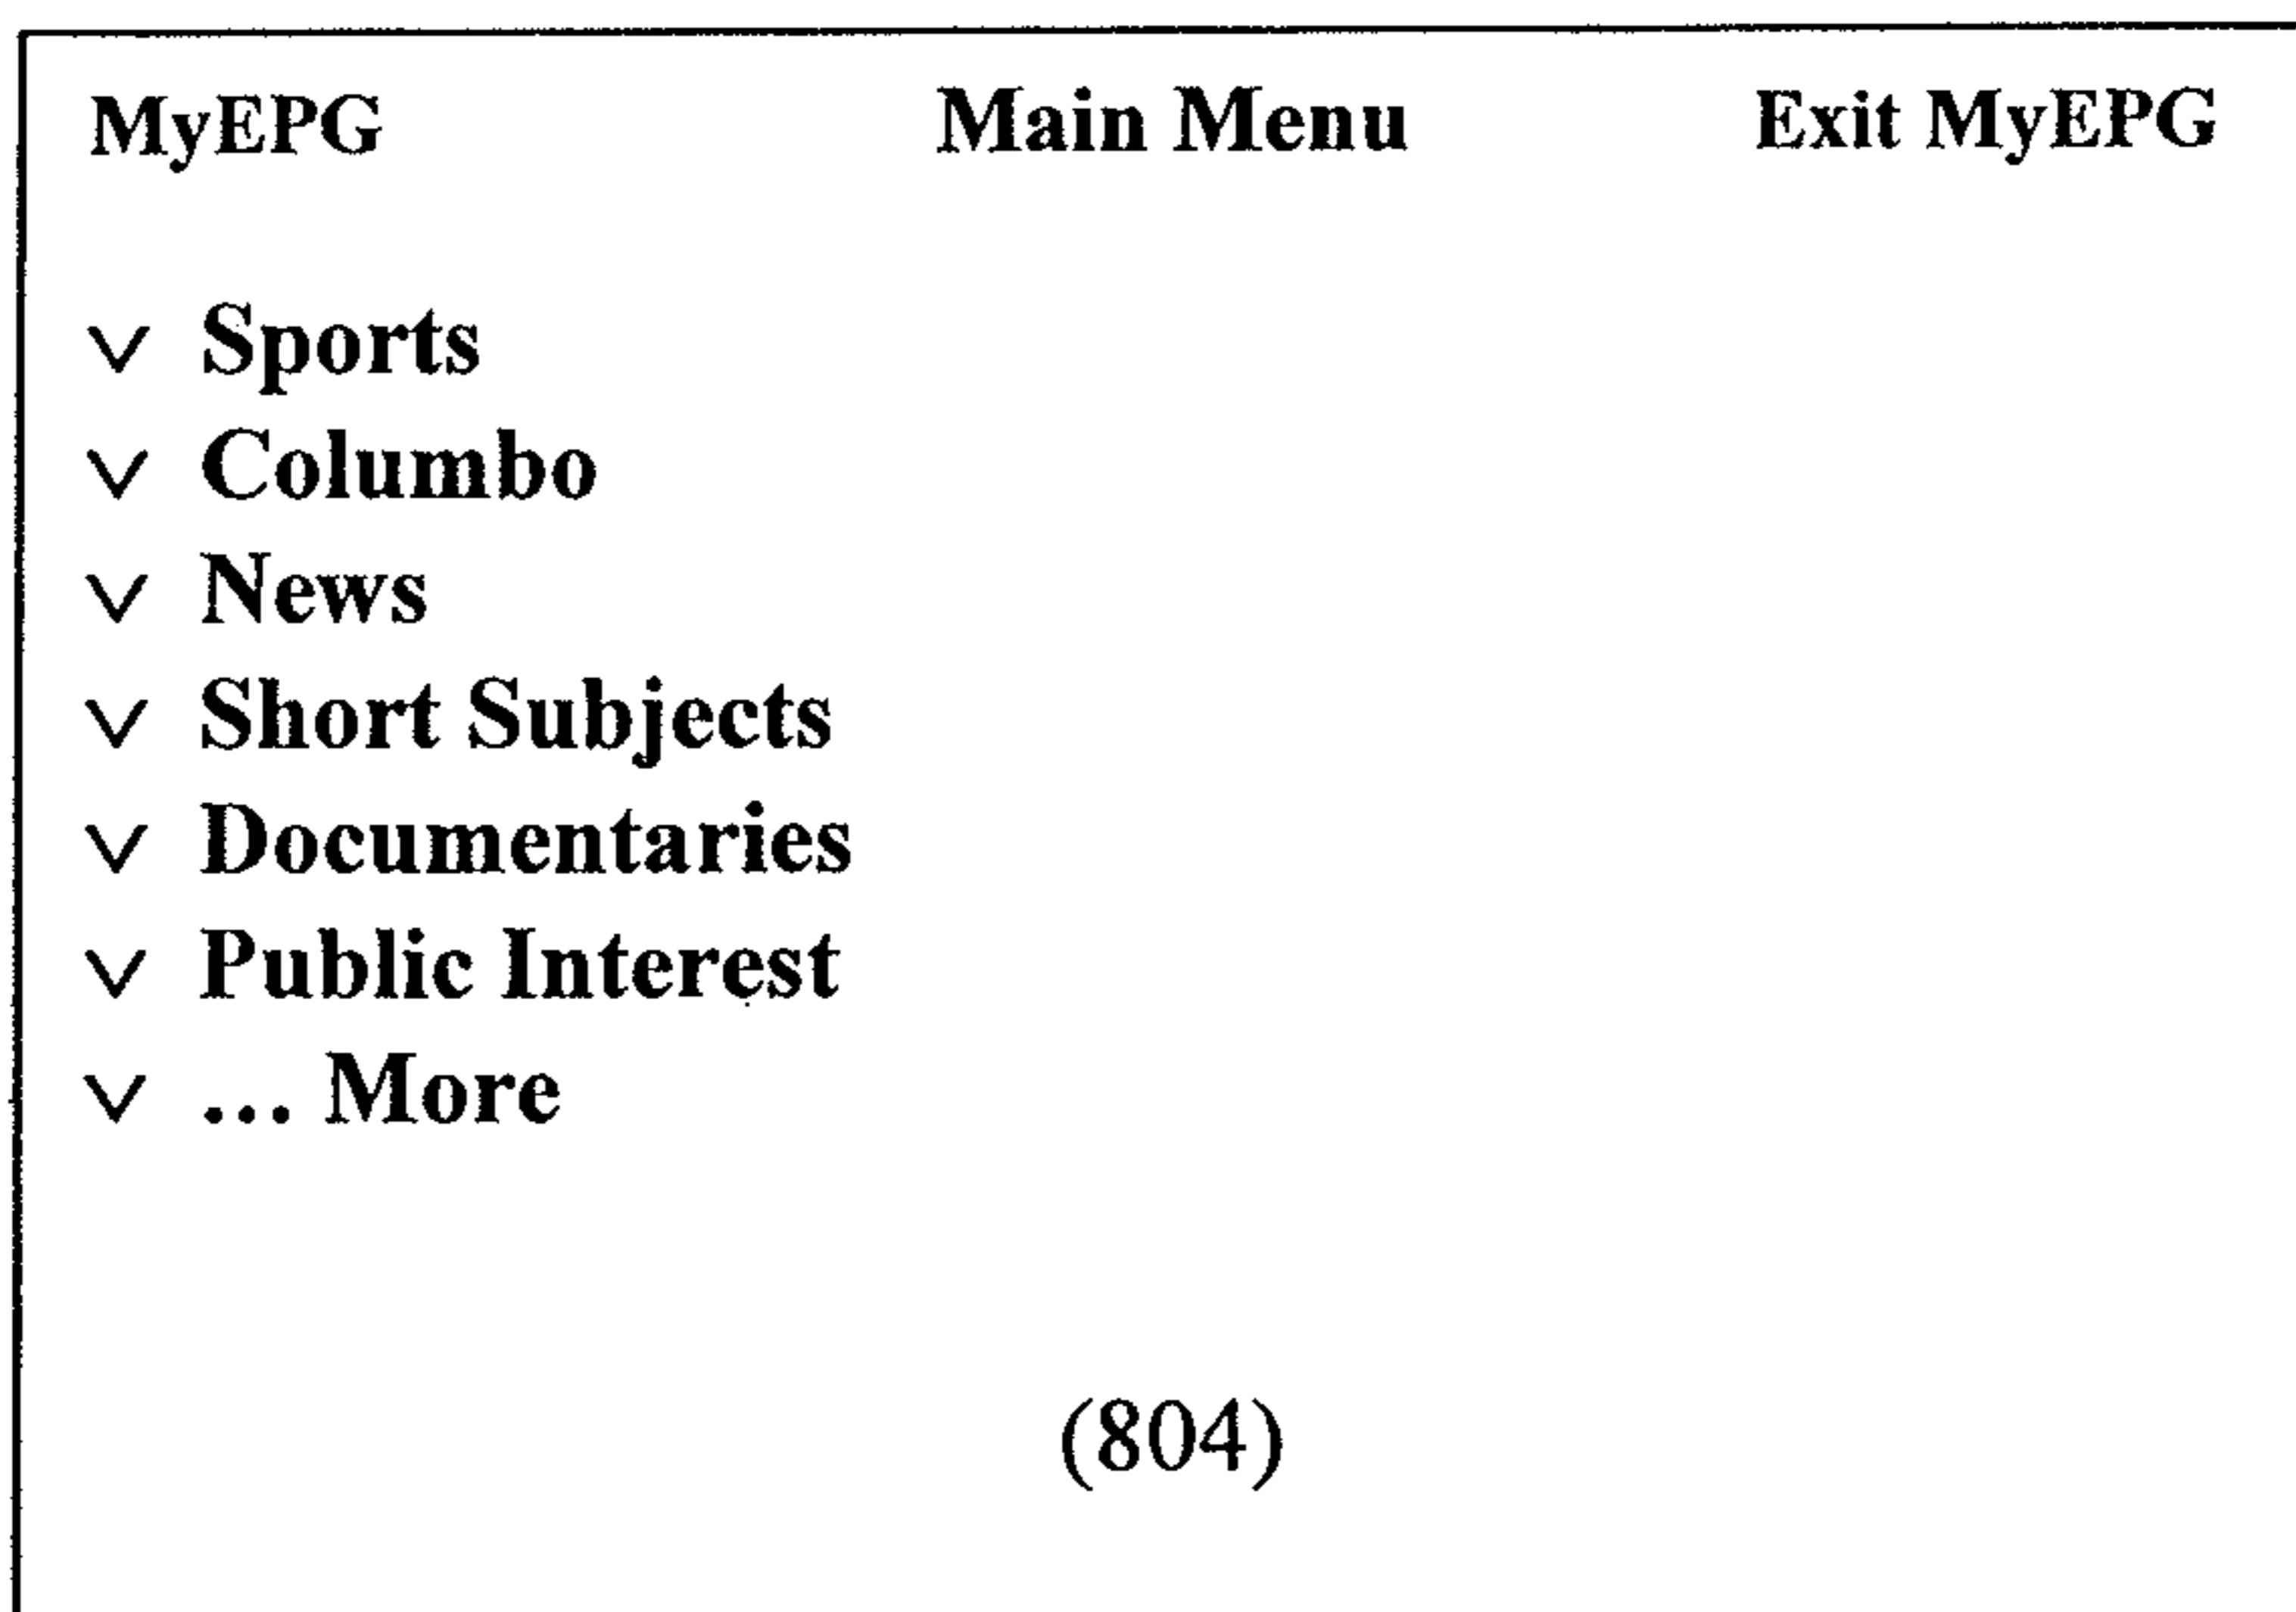 MyEPG Main Menu Exit MyEPG
∨ Sports
∨ Columbo
∨ News
∨ Short Subjects
∨ Documentaries
∨ Public Interest
∨ ... More
(804)